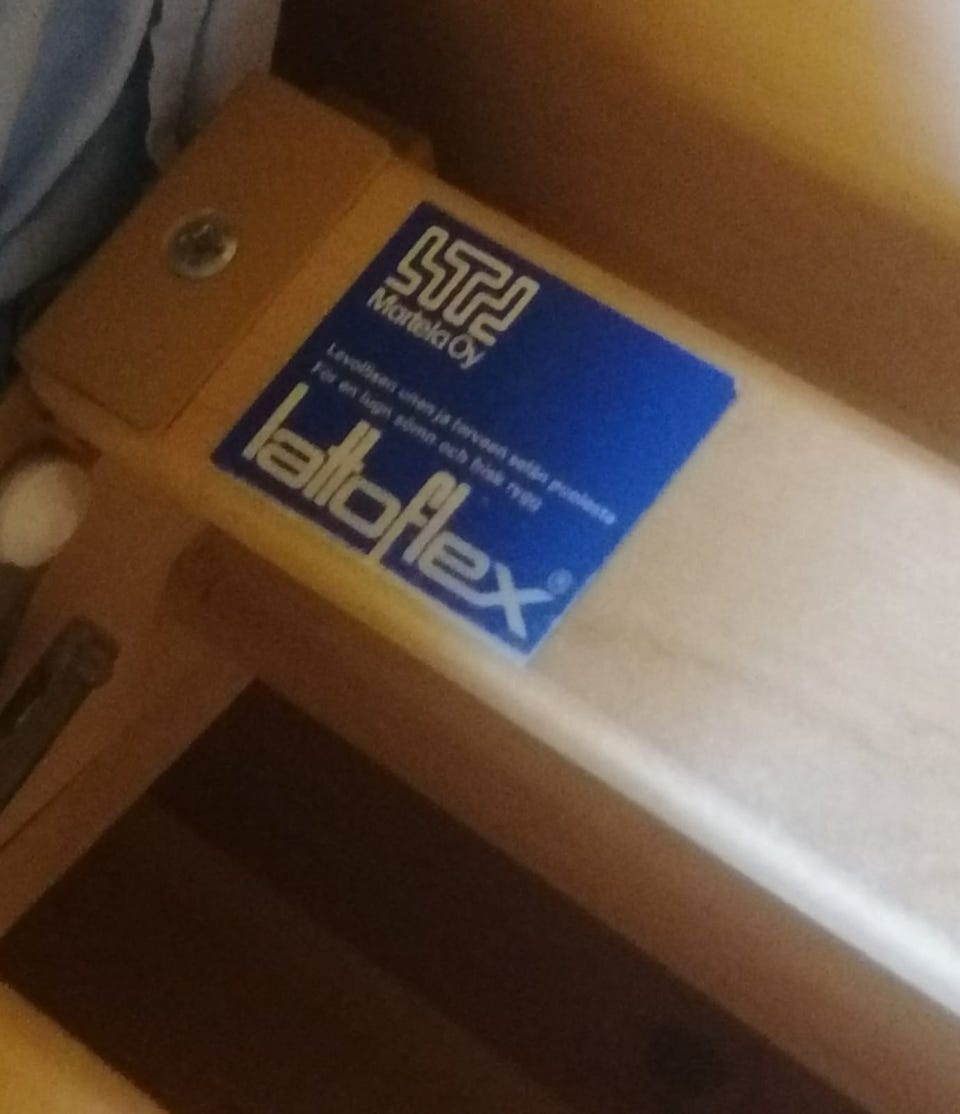 Martela Oy
Levollisen unen ja terveen selän puolesta
För en lugn sömn och frisk rygg
lattoflex®